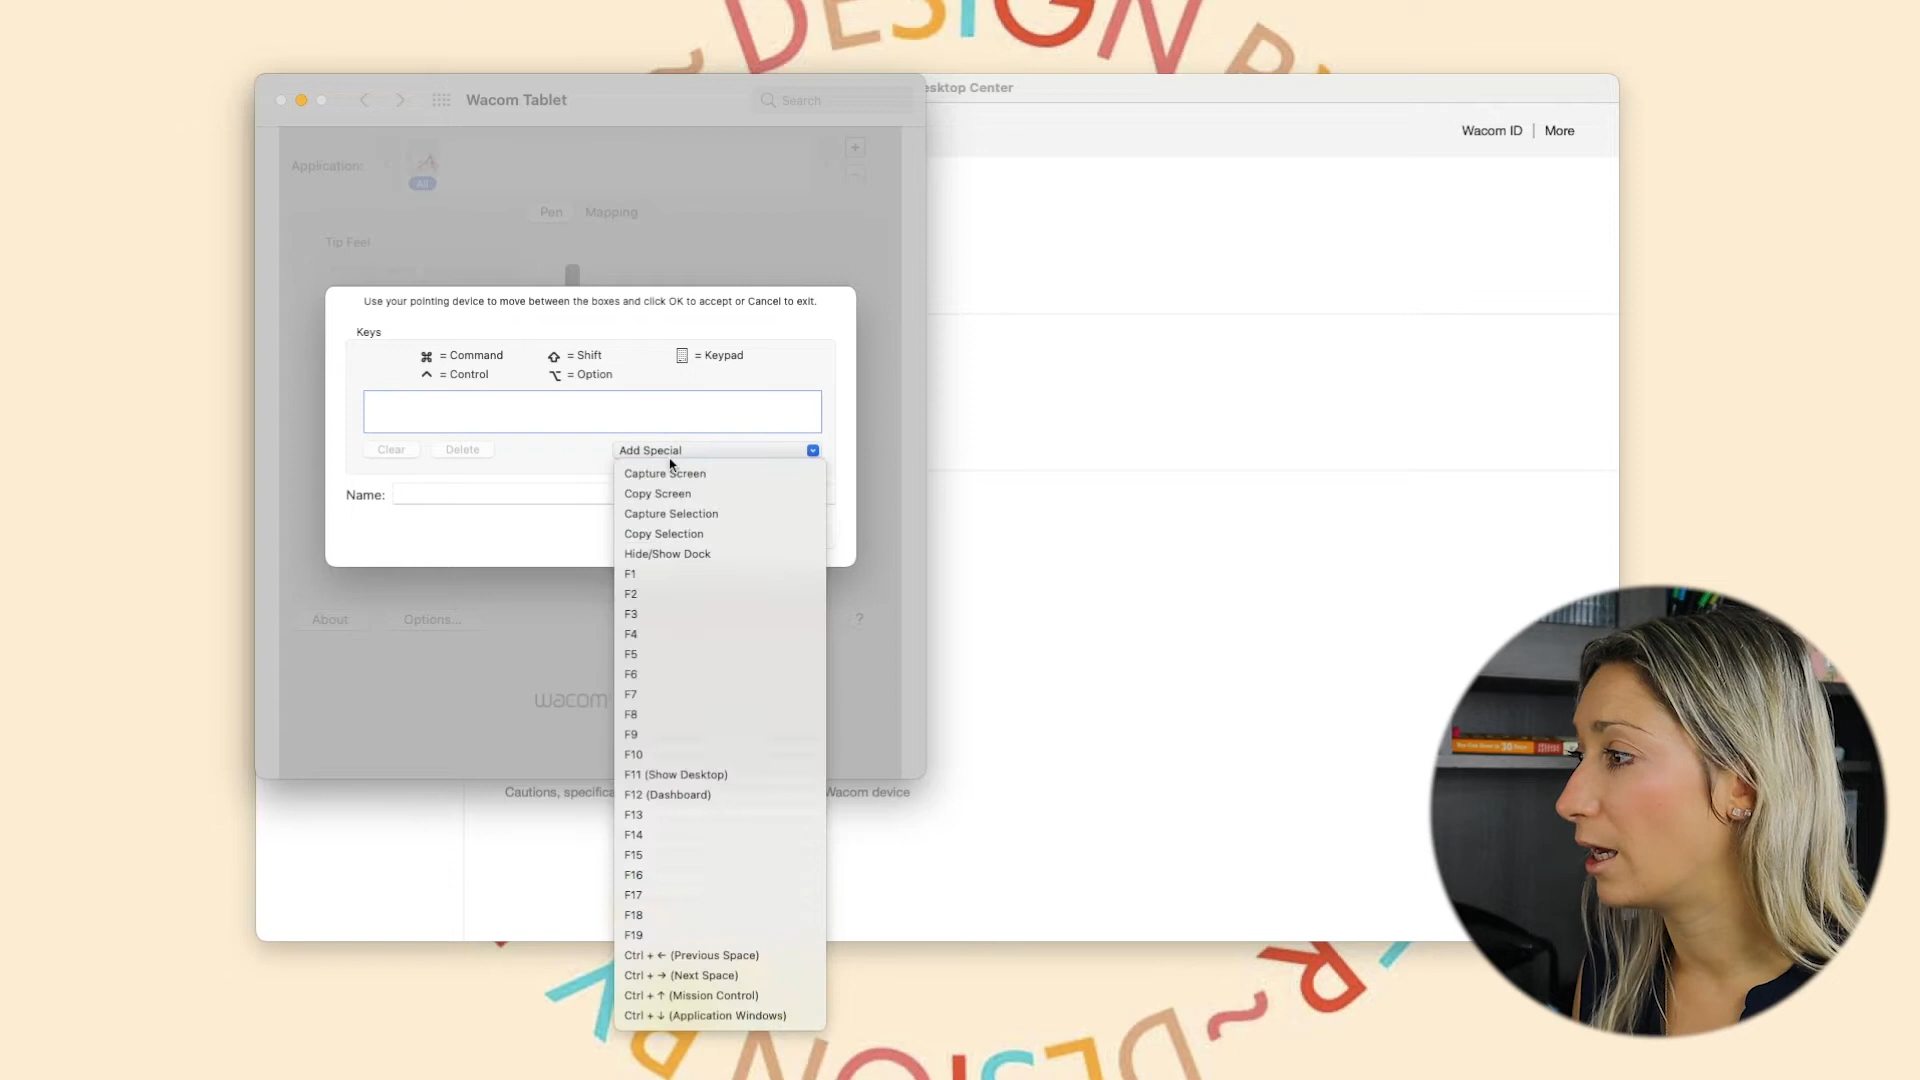 DESIGN
Wacom Tablet
Search
esktop Center
Wacom ID | More
Application:
All
Pen
Mapping
Tip Feel
Use your pointing device to move between the boxes and click OK to accept or Cancel to exit.
Keys
⌘ = Command
⇧ = Shift
= Keypad
^ = Control
⌥ = Option
Clear
Delete
Add Special
Name:
Capture Screen
Copy Screen
Capture Selection
Copy Selection
Hide/Show Dock
F1
F2
F3
F4
F5
F6
F7
F8
F9
F10
F11 (Show Desktop)
F12 (Dashboard)
F13
F14
F15
F16
F17
F18
F19
Ctrl + ← (Previous Space)
Ctrl + → (Next Space)
Ctrl + ↑ (Mission Control)
Ctrl + ↓ (Application Windows)
About
Options...
?
wacom
Cautions, specifica
Wacom device
DESIGN